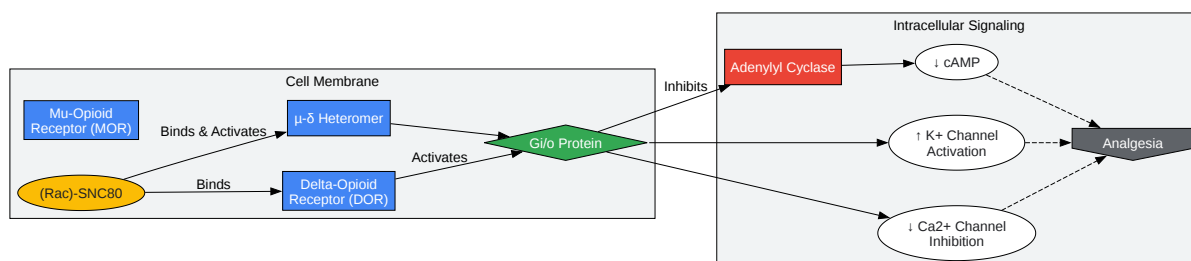 Intracellular Signaling
Cell Membrane
Mu-Opioid
Receptor (MOR)
Binds & Activates
μ-δ Heteromer
(Rac)-SNC80
Binds
Delta-Opioid
Receptor (DOR)
Activates
Gi/o Protein
Inhibits
Adenylyl Cyclase
↓ cAMP
↑ K+ Channel
Activation
↓ Ca2+ Channel
Inhibition
Analgesia